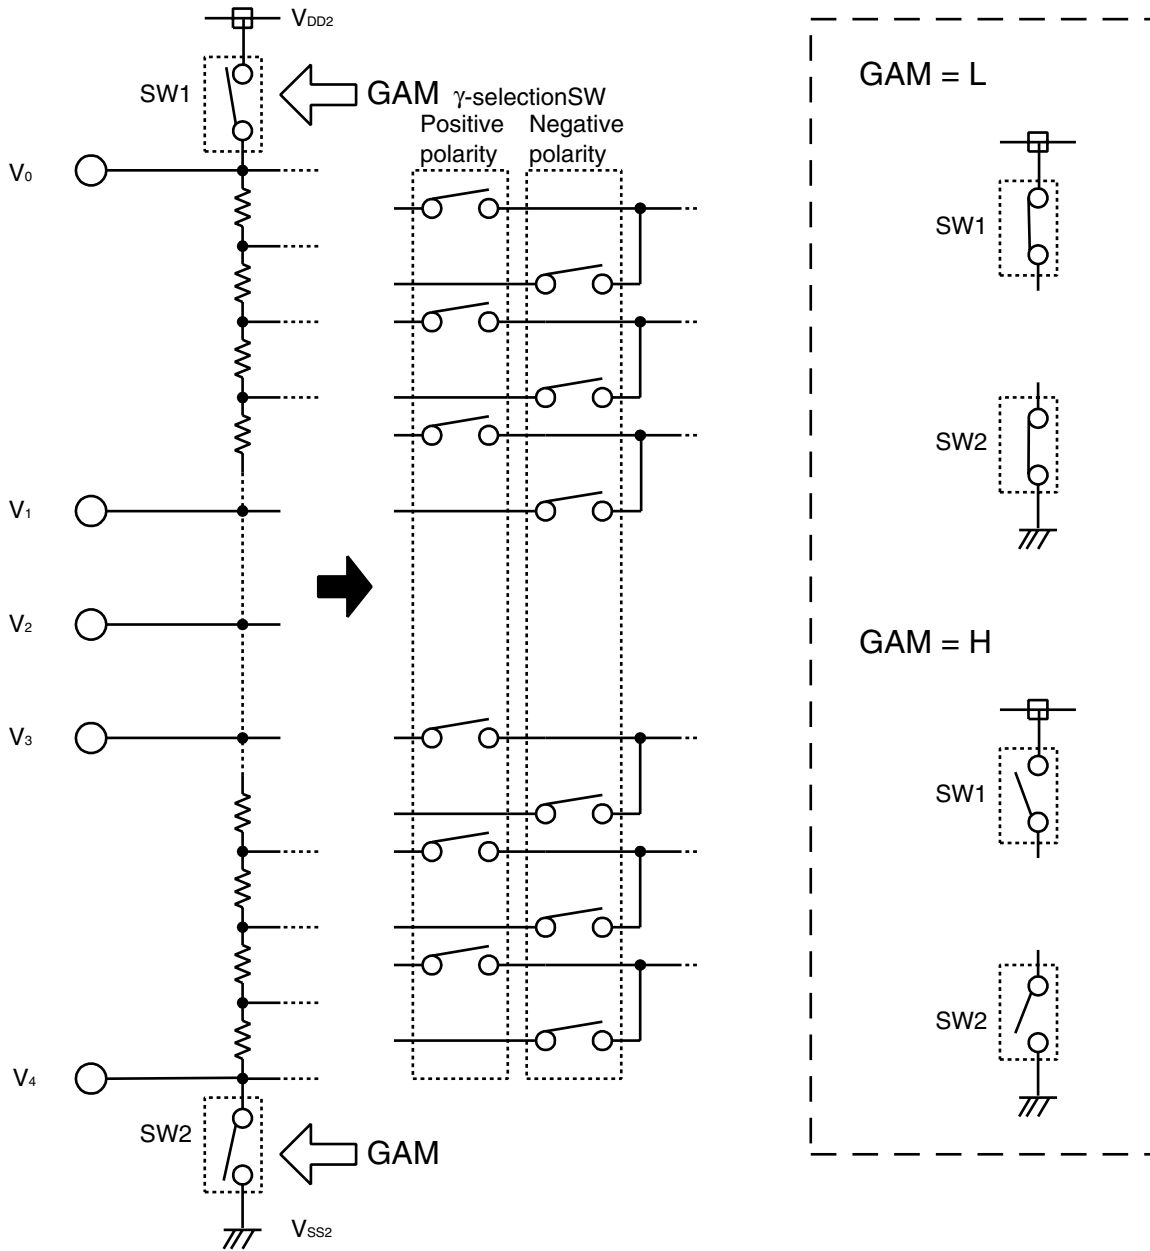 VDD2
SW1
GAM
γ-selectionSW
Positive polarity
Negative polarity
V0
V1
V2
V3
V4
SW2
GAM
VSS2
GAM = L
SW1
SW2
GAM = H
SW1
SW2